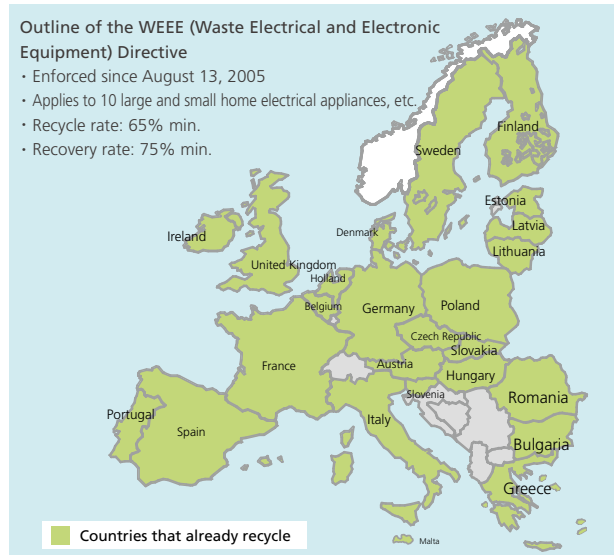 Outline of the WEEE (Waste Electrical and Electronic
Equipment) Directive
・Enforced since August 13, 2005
・Applies to 10 large and small home electrical appliances, etc.
・Recycle rate: 65% min.
・Recovery rate: 75% min.
Finland
Sweden
Estonia
Latvia
Lithuania
Denmark
Ireland
United Kingdom
Holland
Belgium
Germany
Poland
Czech Republic
Slovakia
France
Austria
Hungary
Slovenia
Romania
Portugal
Spain
Italy
Bulgaria
Greece
Malta
Countries that already recycle